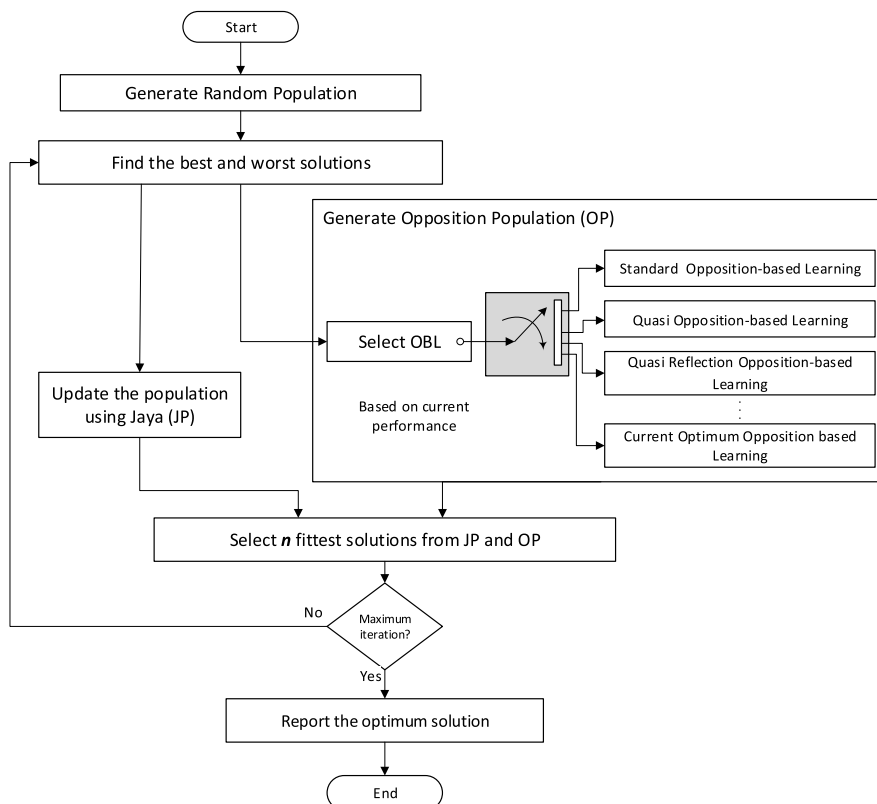 Start
Generate Random Population
Find the best and worst solutions
Generate Opposition Population (OP)
Standard Opposition-based Learning
Quasi Opposition-based Learning
Select OBL
Quasi Reflection Opposition-based
Learning
Update the population
using Jaya (JP)
Based on current
performance
Current Optimum Opposition based
Learning
Select n fittest solutions from JP and OP
No
Maximum
iteration?
Yes
Report the optimum solution
End